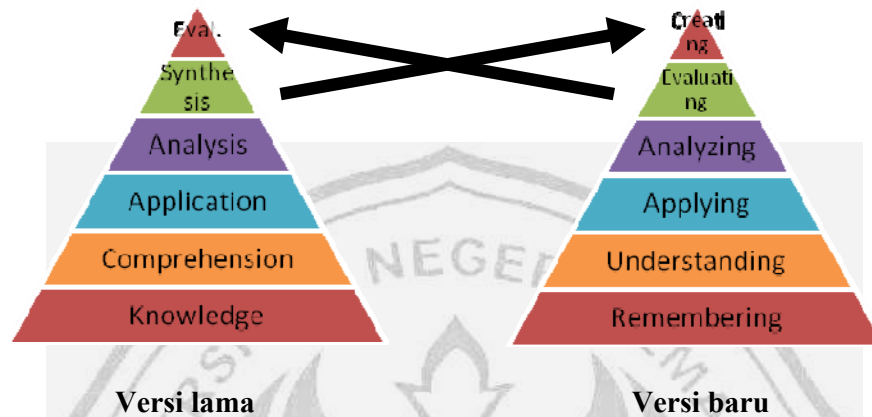 Eval.
Synthe
sis
Analysis
Application
Comprehension
Knowledge
Versi lama
Creati
ng
Evaluati
ng
Analyzing
Applying
Understanding
Remembering
Versi baru